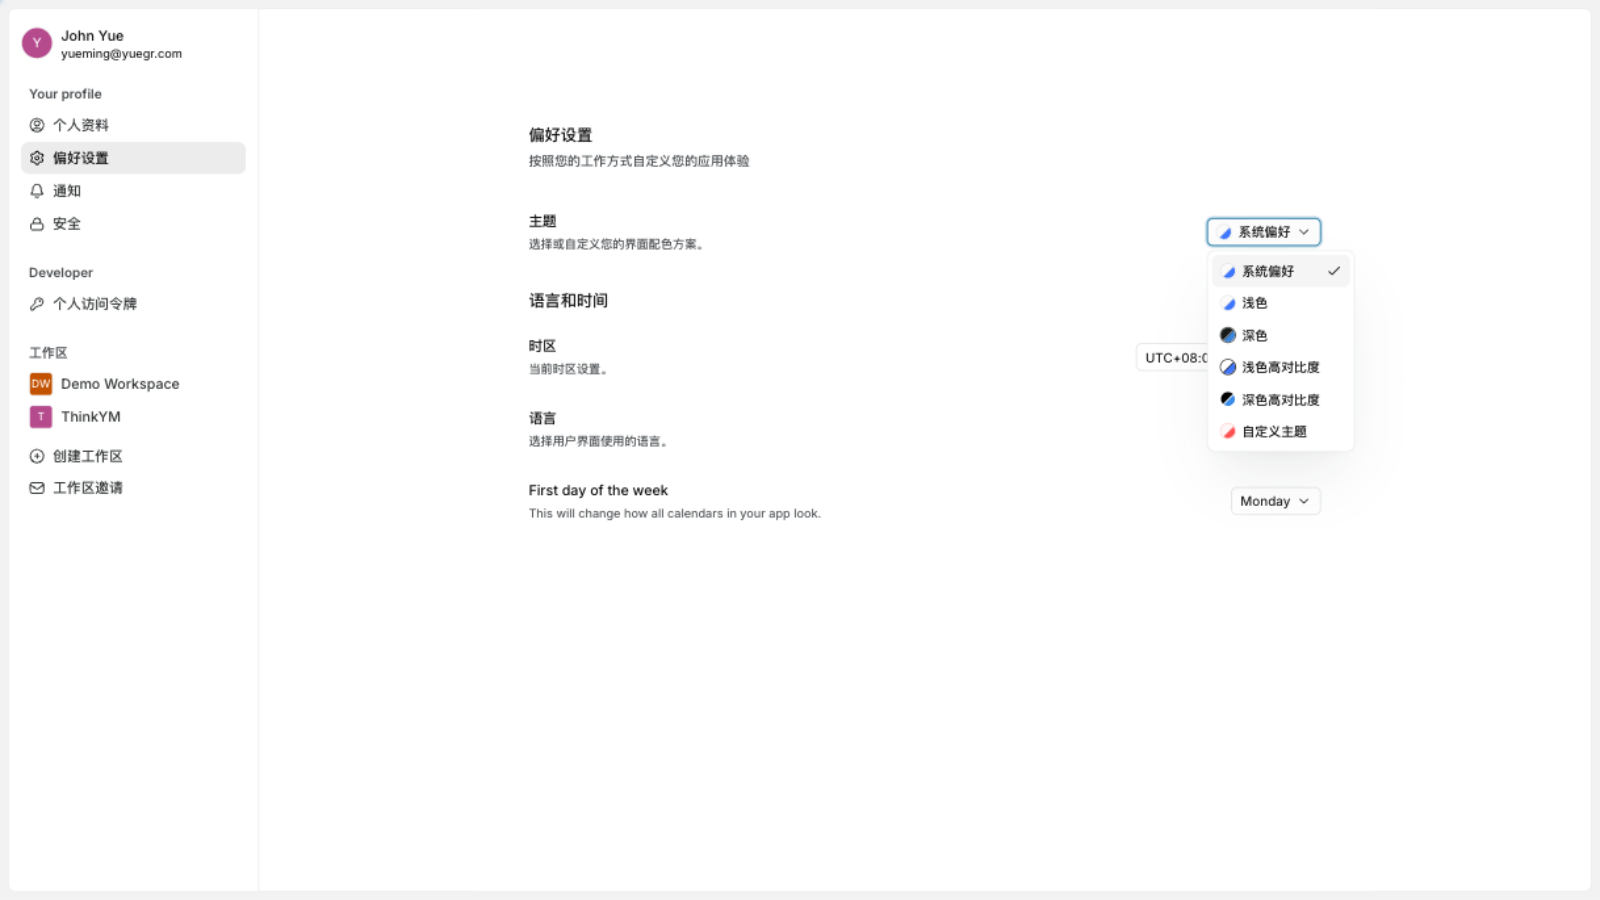 Y
John Yue
yueming@yuegr.com
Your profile
个人资料
偏好设置
通知
安全
Developer
个人访问令牌
工作区
DW Demo Workspace
T ThinkYM
创建工作区
工作区邀请
偏好设置
按照您的工作方式自定义您的应用体验
主题
选择或自定义您的界面配色方案。
系统偏好
系统偏好
浅色
深色
浅色高对比度
深色高对比度
自定义主题
语言和时间
时区
当前时区设置。
UTC+08:0
语言
选择用户界面使用的语言。
First day of the week
This will change how all calendars in your app look.
Monday